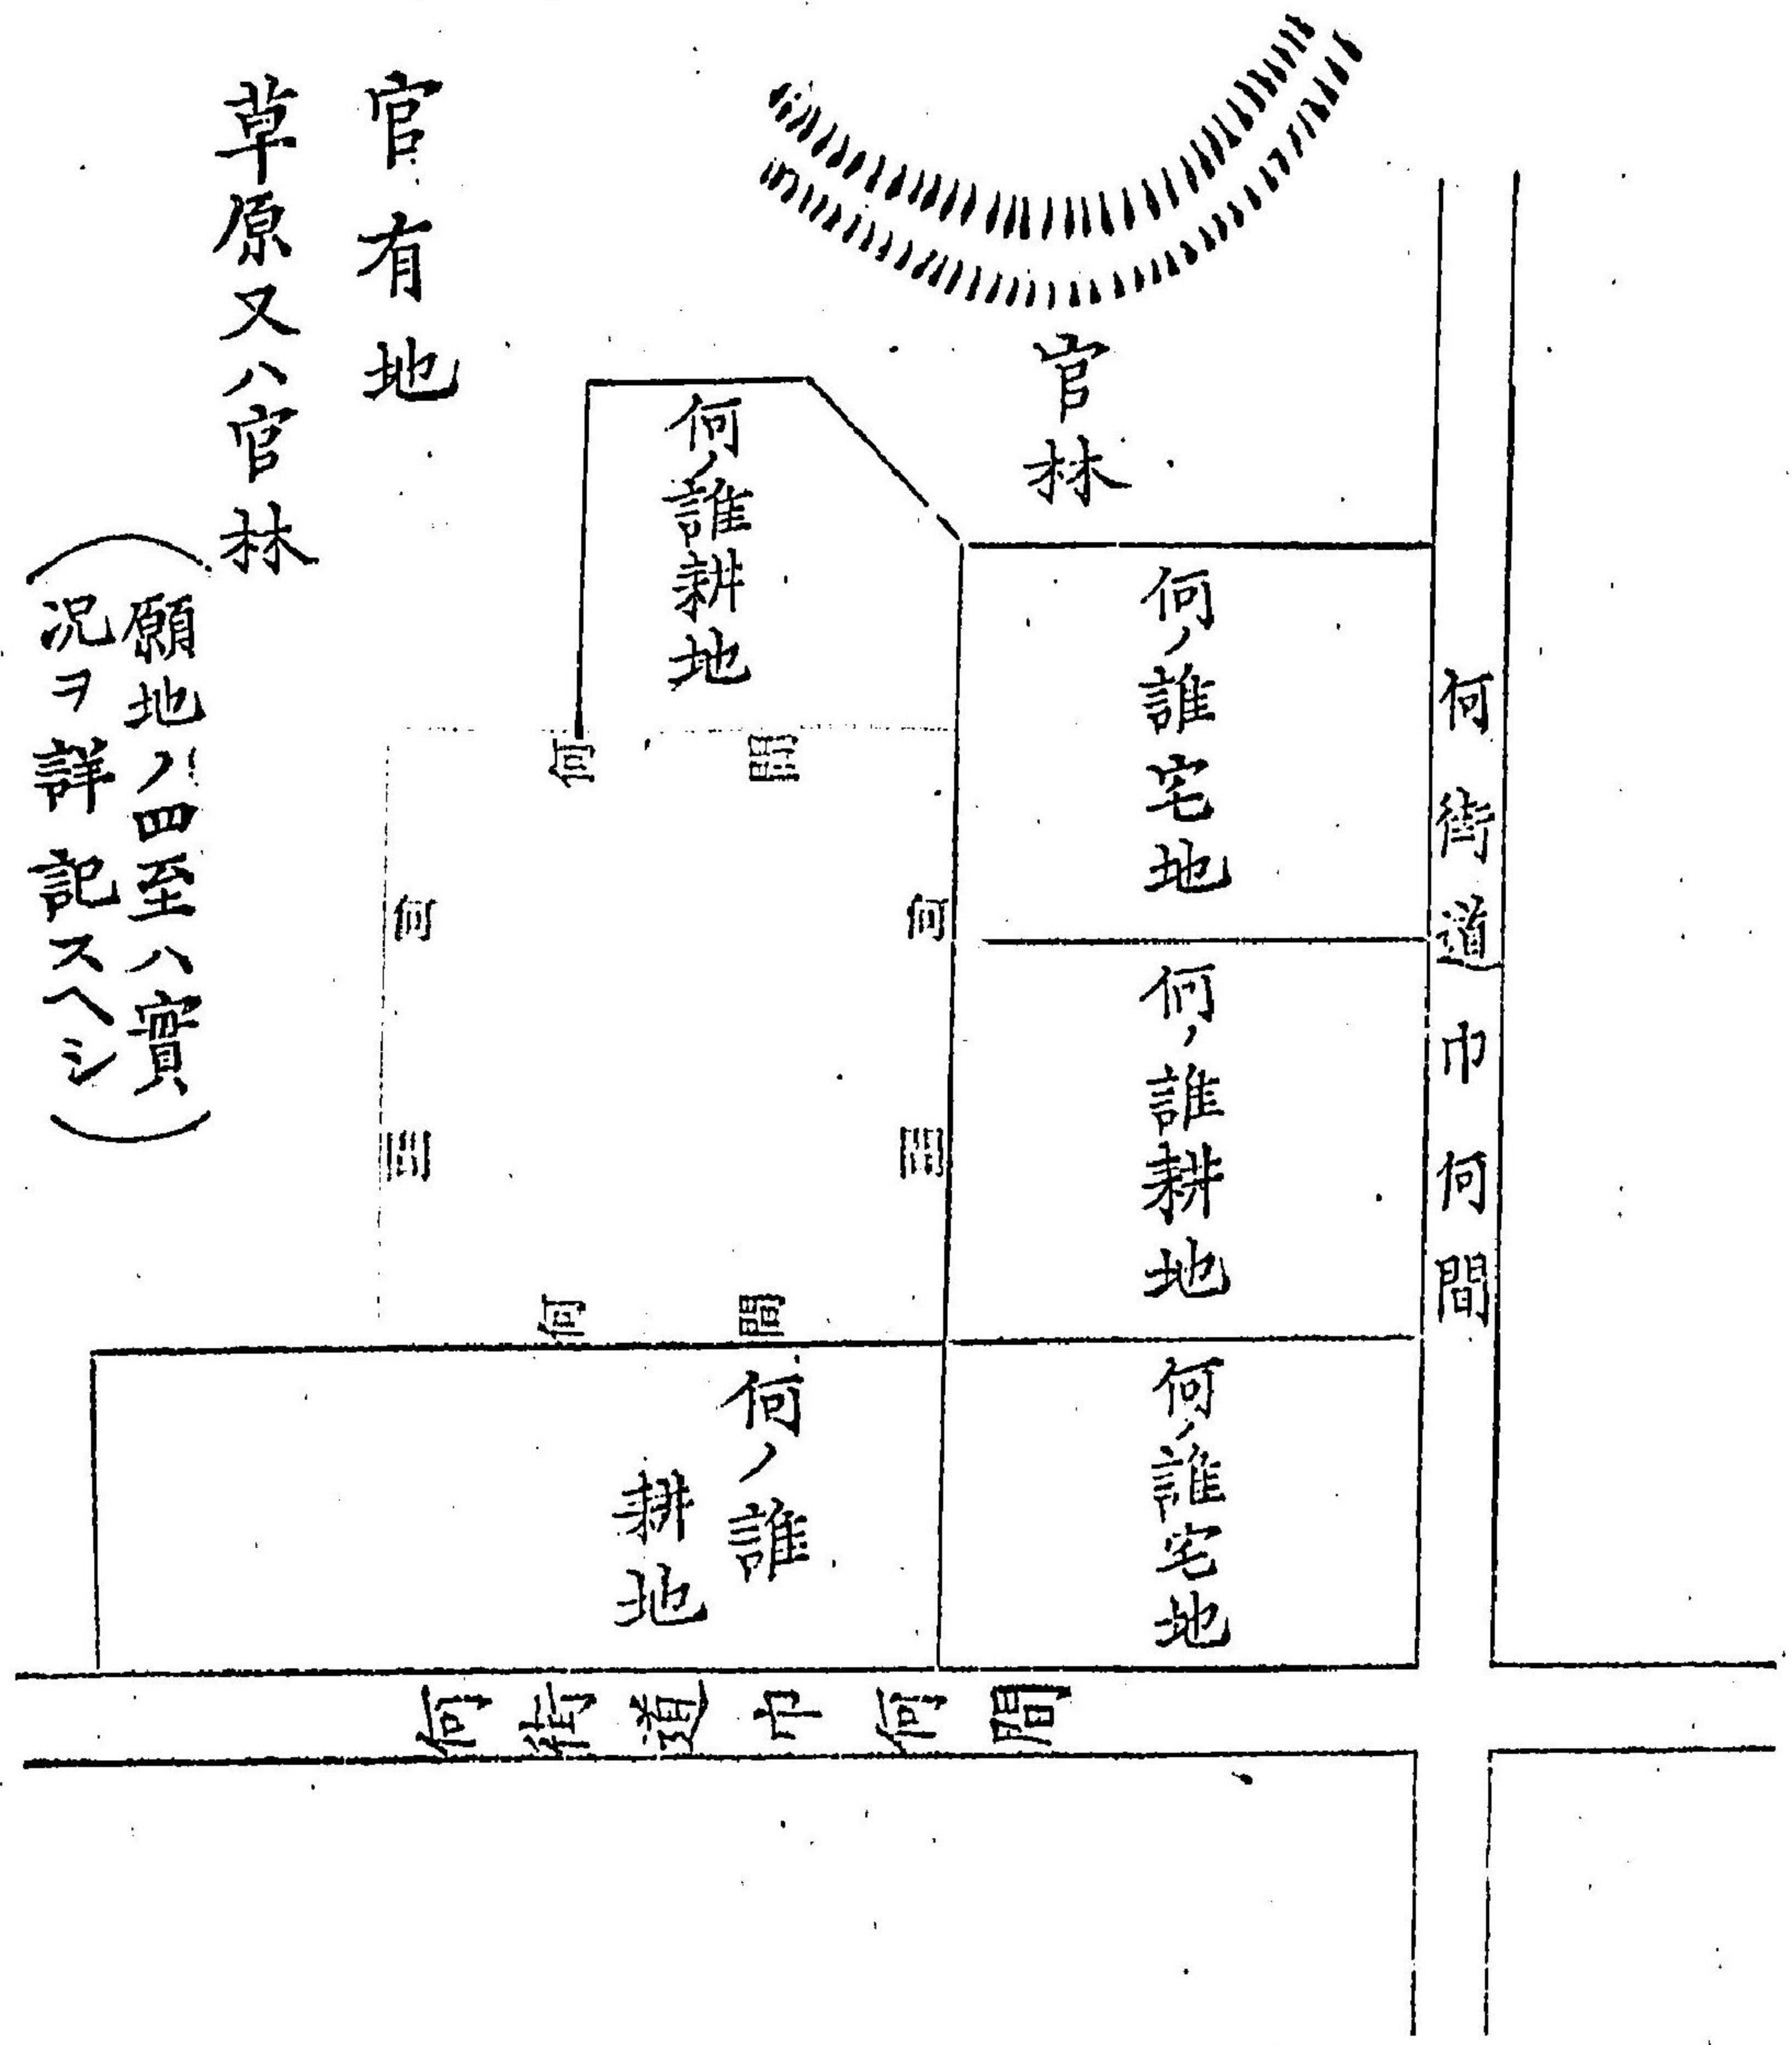 何街道巾何間
官林
何ノ誰宅地
何ノ誰耕地
何ノ誰宅地
何ノ誰耕地
何間
何間
何間
何間
何ノ誰
耕地
官有地
草原又ハ官林
(願地ノ四至ハ實
況ヲ詳記スヘシ)
何街道巾何間